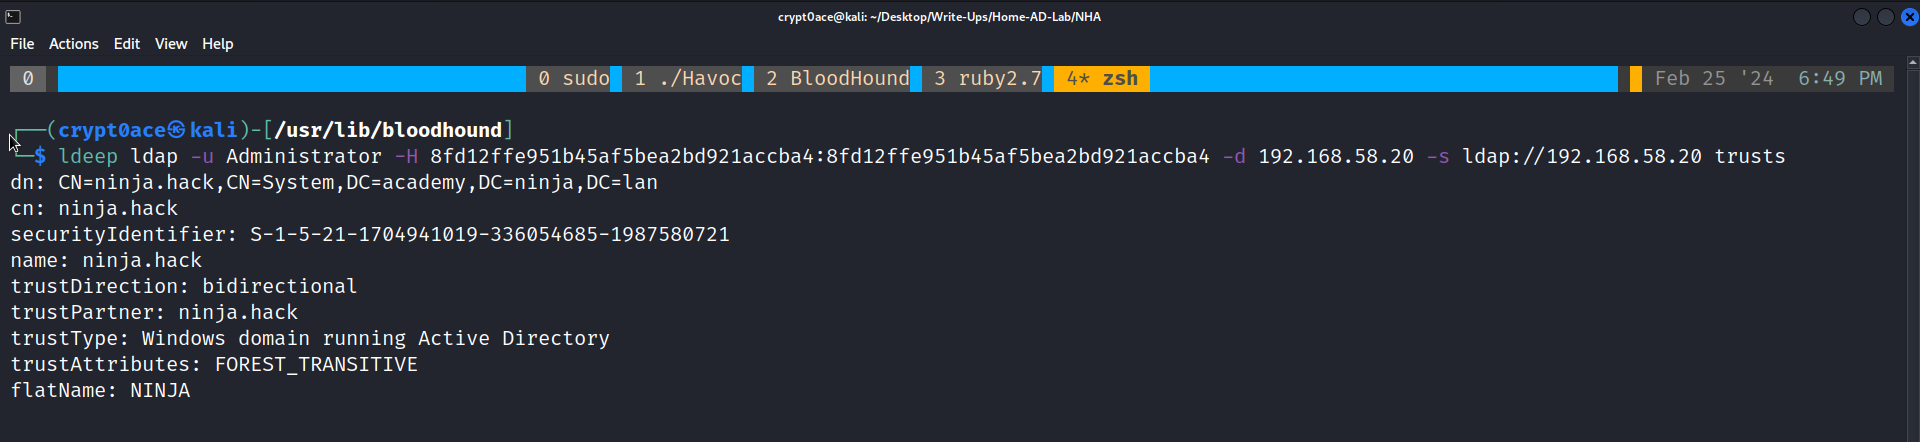 crypt0ace@kali: ~/Desktop/Write-Ups/Home-AD-Lab/NHA
File Actions Edit View Help
0 0 sudo 1 ./Havoc 2 BloodHound 3 ruby2.7 4* zsh Feb 25 '24 6:49 PM
┌──(crypt0ace㉿kali)-[/usr/lib/bloodhound]
└─$ ldeep ldap -u Administrator -H 8fd12ffe951b45af5bea2bd921accba4:8fd12ffe951b45af5bea2bd921accba4 -d 192.168.58.20 -s ldap://192.168.58.20 trusts
dn: CN=ninja.hack,CN=System,DC=academy,DC=ninja,DC=lan
cn: ninja.hack
securityIdentifier: S-1-5-21-1704941019-336054685-1987580721
name: ninja.hack
trustDirection: bidirectional
trustPartner: ninja.hack
trustType: Windows domain running Active Directory
trustAttributes: FOREST_TRANSITIVE
flatName: NINJA